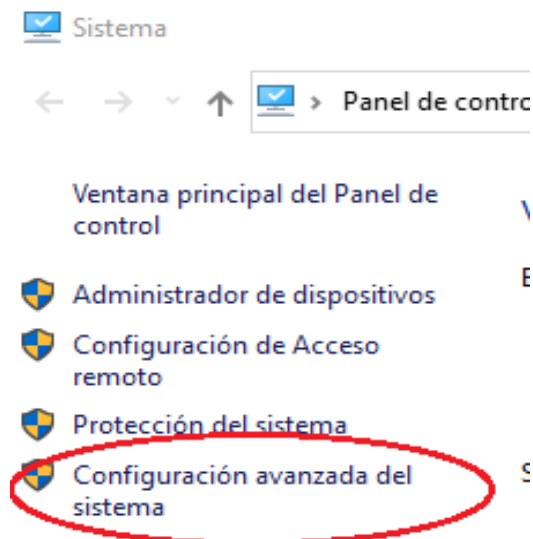 Sistema
Panel de contro
Ventana principal del Panel de
control
Administrador de dispositivos
Configuración de Acceso
remoto
Protección del sistema
Configuración avanzada del
sistema